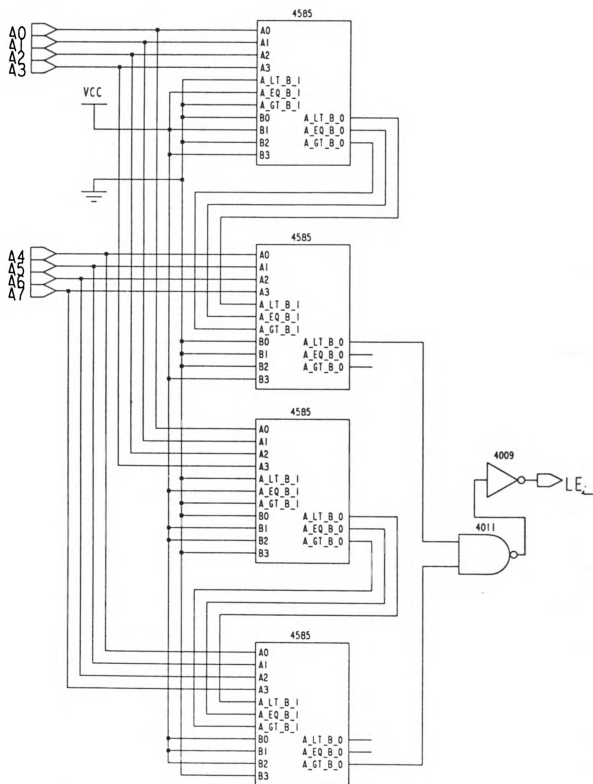 4585
A0
A1
A2
A3
A0
A1
A2
A3
A_LT_B_I
A_EQ_B_I
A_GT_B_I
B0
B1
B2
B3
A_LT_B_O
A_EQ_B_O
A_GT_B_O
VCC
4585
A4
A5
A6
A7
A0
A1
A2
A3
A_LT_B_I
A_EQ_B_I
A_GT_B_I
B0
B1
B2
B3
A_LT_B_O
A_EQ_B_O
A_GT_B_O
4585
A0
A1
A2
A3
A_LT_B_I
A_EQ_B_I
A_GT_B_I
B0
B1
B2
B3
A_LT_B_O
A_EQ_B_O
A_GT_B_O
4009
LE
4011
4585
A0
A1
A2
A3
A_LT_B_I
A_EQ_B_I
A_GT_B_I
B0
B1
B2
B3
A_LT_B_O
A_EQ_B_O
A_GT_B_O